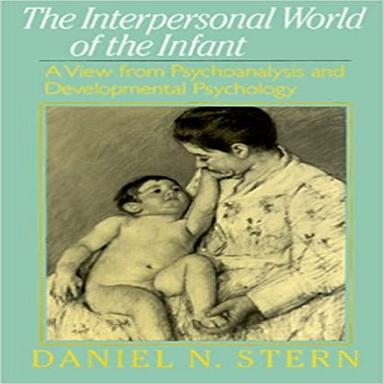 The Interpersonal World
of the Infant
A View from Psychoanalysis and
Developmental Psychology
DANIEL N. STERN